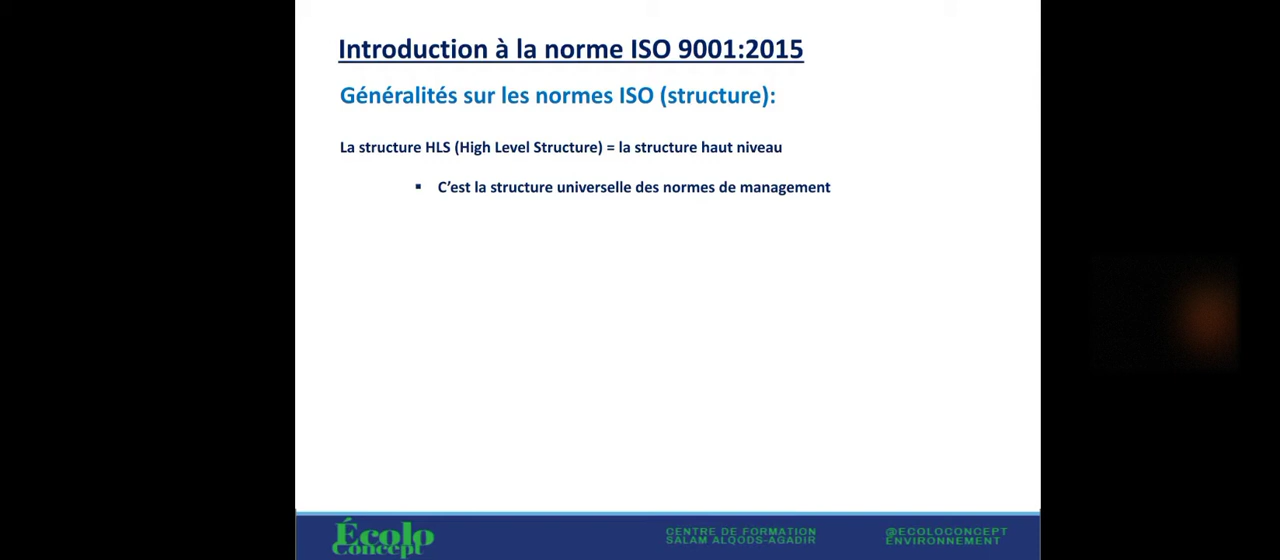 Introduction à la norme ISO 9001:2015
Généralités sur les normes ISO (structure):
La structure HLS (High Level Structure) = la structure haut niveau
▪ C’est la structure universelle des normes de management
Écolo
Concept
CENTRE DE FORMATION
SALAM ALQODS-AGADIR
@ECOLOCONCEPT
ENVIRONNEMENT